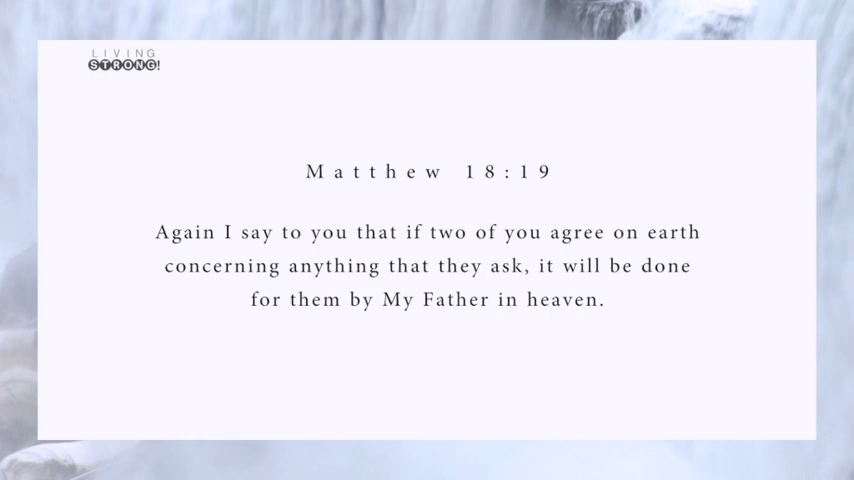 LIVING
STRONG!
Matthew 18:19
Again I say to you that if two of you agree on earth
concerning anything that they ask, it will be done
for them by My Father in heaven.